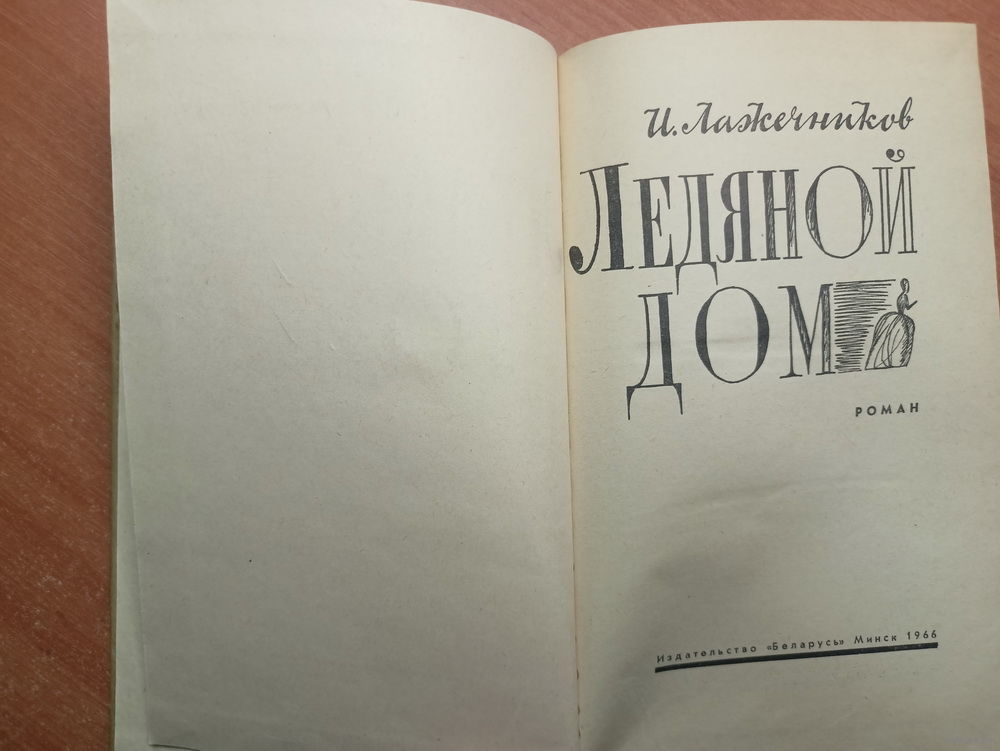 И. Лажечников
ЛЕДЯНОЙ
ДОМ
РОМАН
Издательство «Беларусь» Минск 1966